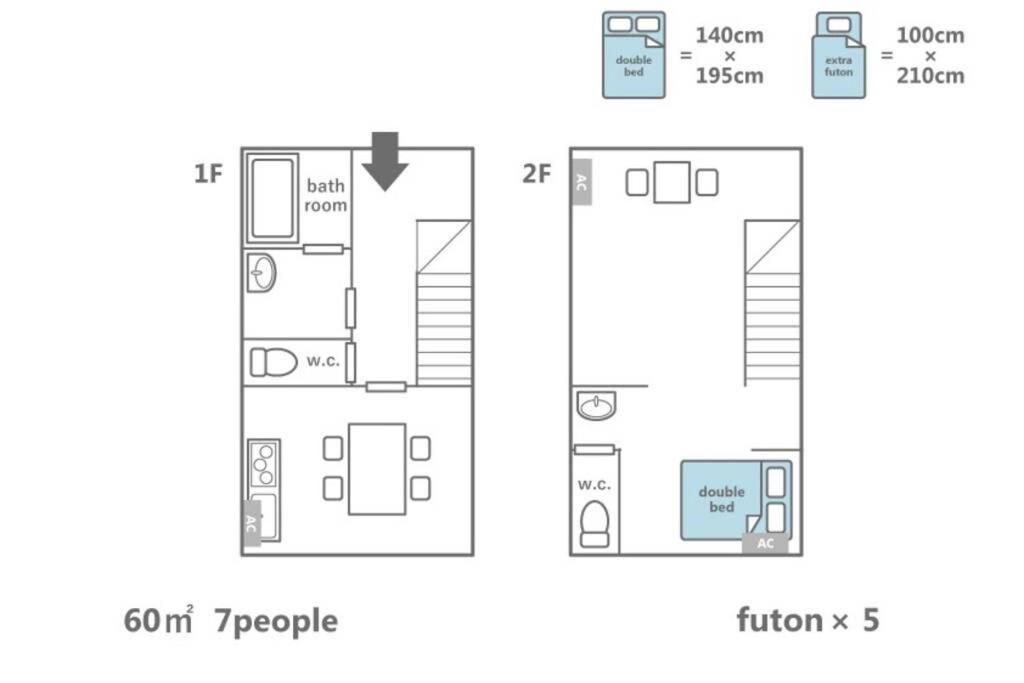 double
bed
=
140cm
×
195cm
extra
futon
=
100cm
×
210cm
1F
bath
room
w.c.
AC
2F
AC
w.c.
double
bed
AC
60㎡ 7people
futon × 5